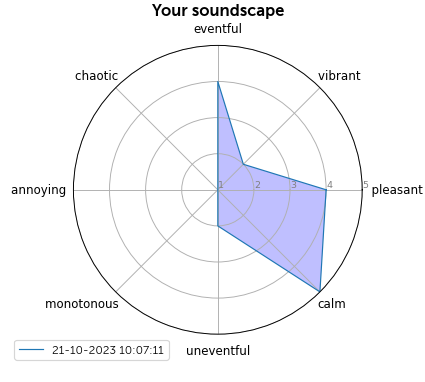 Your soundscape
eventful
chaotic
vibrant
annoying
1
2
3
4
5
pleasant
monotonous
calm
21-10-2023 10:07:11
uneventful